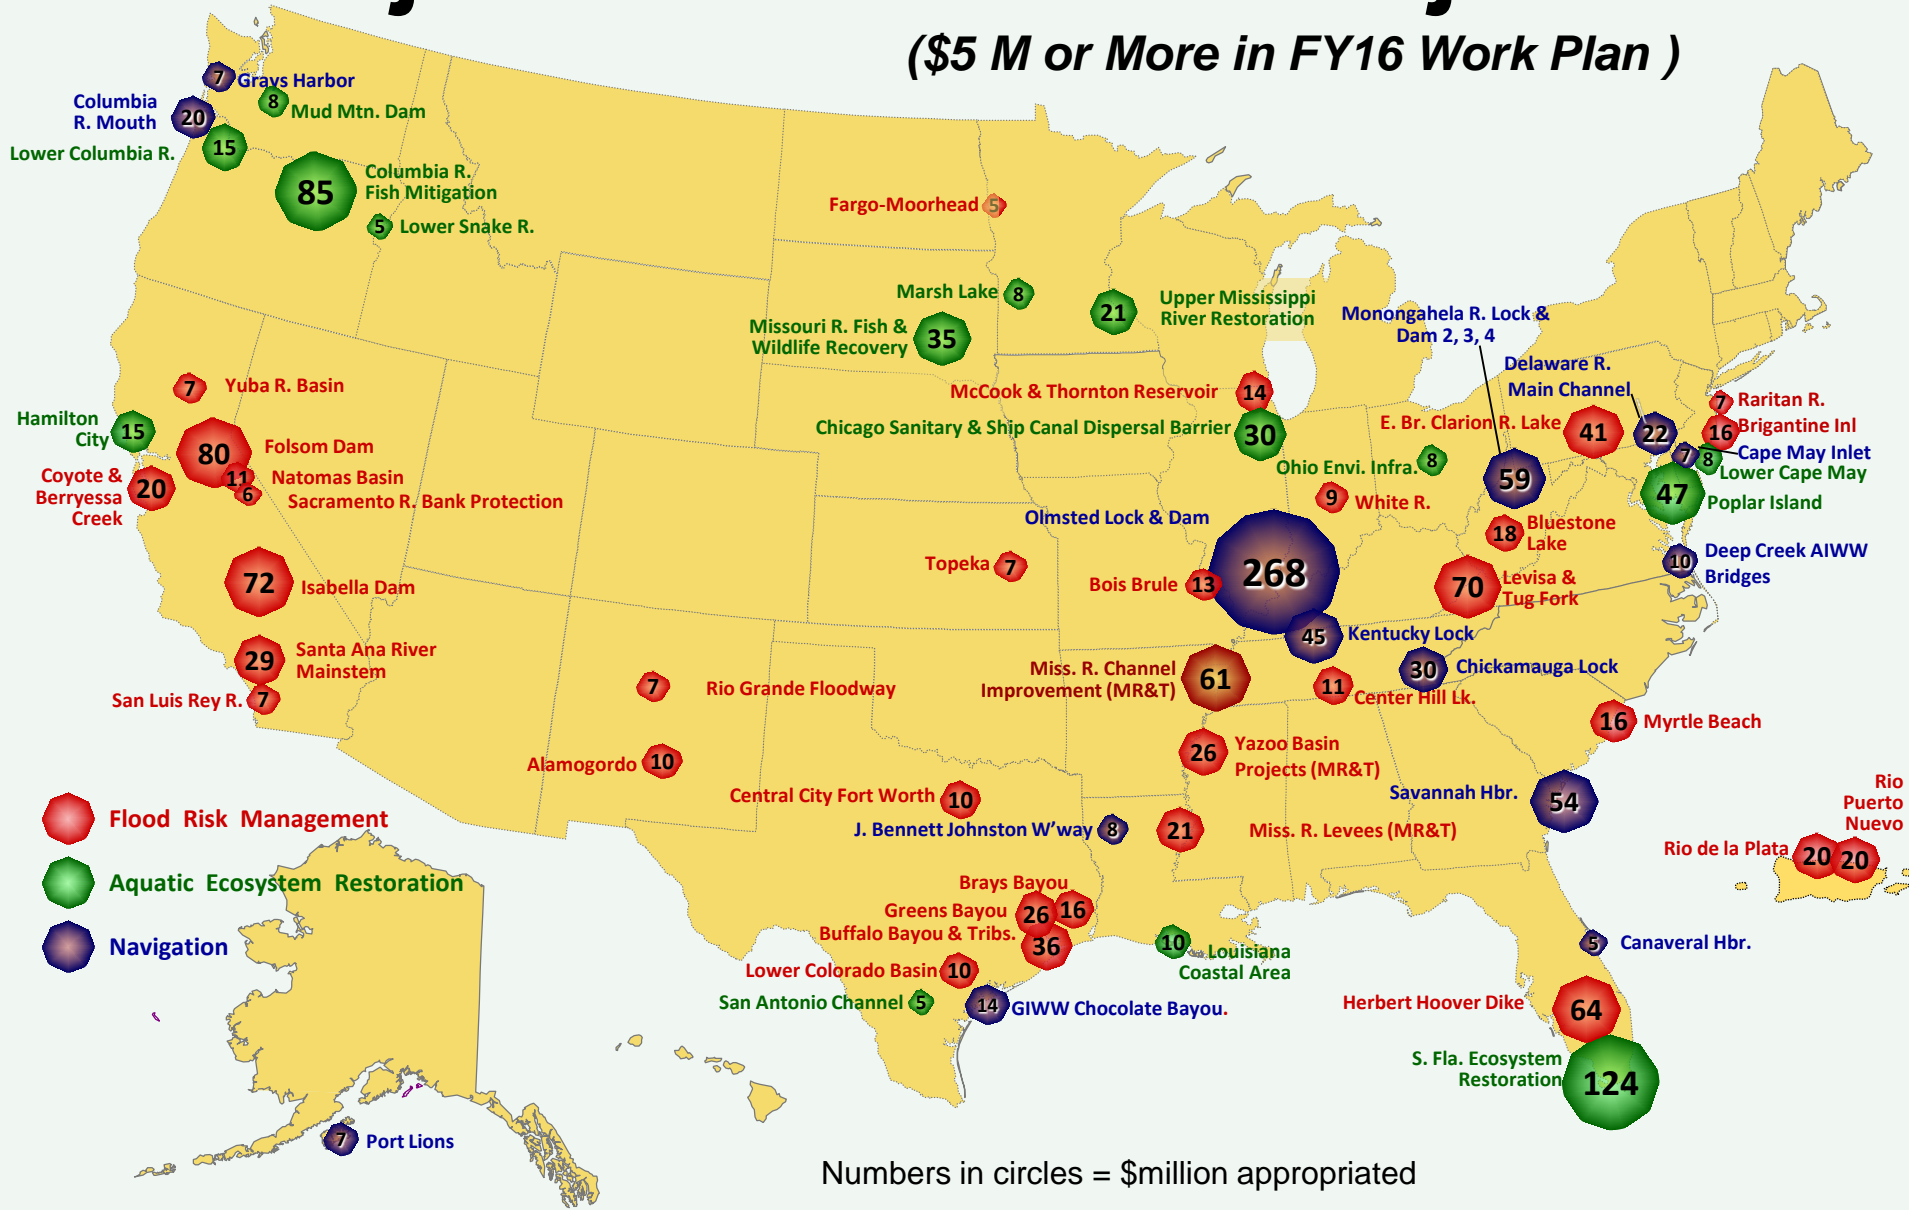 ($5 M or More in FY16 Work Plan )
7
Grays Harbor
Columbia
R. Mouth
20
8
Mud Mtn. Dam
Lower Columbia R.
15
85
Columbia R.
Fish Mitigation
5
Lower Snake R.
Fargo-Moorhead
5
Marsh Lake
8
Missouri R. Fish &
Wildlife Recovery
35
21
Upper Mississippi
River Restoration
Monongahela R. Lock &
Dam 2, 3, 4
59
Delaware R.
Main Channel
22
7
Yuba R. Basin
Hamilton
City
15
80
Folsom Dam
11
Natomas Basin
6
Sacramento R. Bank Protection
Coyote &
Berryessa
Creek
20
72
Isabella Dam
29
Santa Ana River
Mainstem
San Luis Rey R.
7
McCook & Thornton Reservoir
14
Chicago Sanitary & Ship Canal Dispersal Barrier
30
E. Br. Clarion R. Lake
41
Ohio Envi. Infra.
8
9
White R.
7
Raritan R.
16
Brigantine Inl
7
Cape May Inlet
8
Lower Cape May
47
Poplar Island
18
Bluestone
Lake
10
Deep Creek AIWW
Bridges
Olmsted Lock & Dam
268
Topeka
7
Bois Brule
13
70
Levisa &
Tug Fork
45
Kentucky Lock
30
Chickamauga Lock
Miss. R. Channel
Improvement (MR&T)
61
11
Center Hill Lk.
7
Rio Grande Floodway
Alamogordo
10
26
Yazoo Basin
Projects (MR&T)
16
Myrtle Beach
Central City Fort Worth
10
J. Bennett Johnston W’way
8
21
Miss. R. Levees (MR&T)
Savannah Hbr.
54
Rio
Puerto
Nuevo
Rio de la Plata
20
20
Flood Risk Management
Aquatic Ecosystem Restoration
Navigation
Brays Bayou
16
Greens Bayou
26
Buffalo Bayou & Tribs.
36
Lower Colorado Basin
10
San Antonio Channel
5
14
GIWW Chocolate Bayou.
10
Louisiana
Coastal Area
5
Canaveral Hbr.
Herbert Hoover Dike
64
S. Fla. Ecosystem
Restoration
124
7
Port Lions
Numbers in circles = $million appropriated